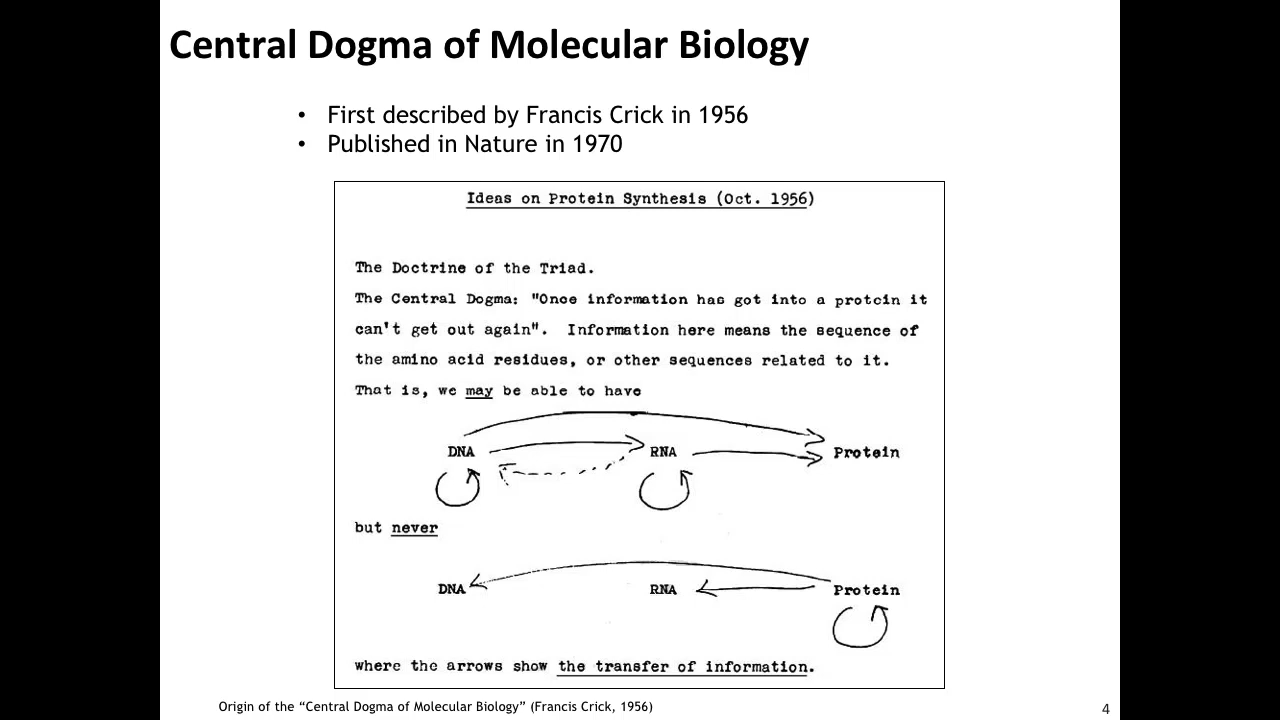 Central Dogma of Molecular Biology
• First described by Francis Crick in 1956
• Published in Nature in 1970
Ideas on Protein Synthesis (Oct. 1956)
The Doctrine of the Triad.
The Central Dogma: "Once information has got into a protein it
can't get out again". Information here means the sequence of
the amino acid residues, or other sequences related to it.
That is, we may be able to have
DNA RNA Protein
but never
DNA RNA Protein
where the arrows show the transfer of information.
Origin of the “Central Dogma of Molecular Biology” (Francis Crick, 1956)
4